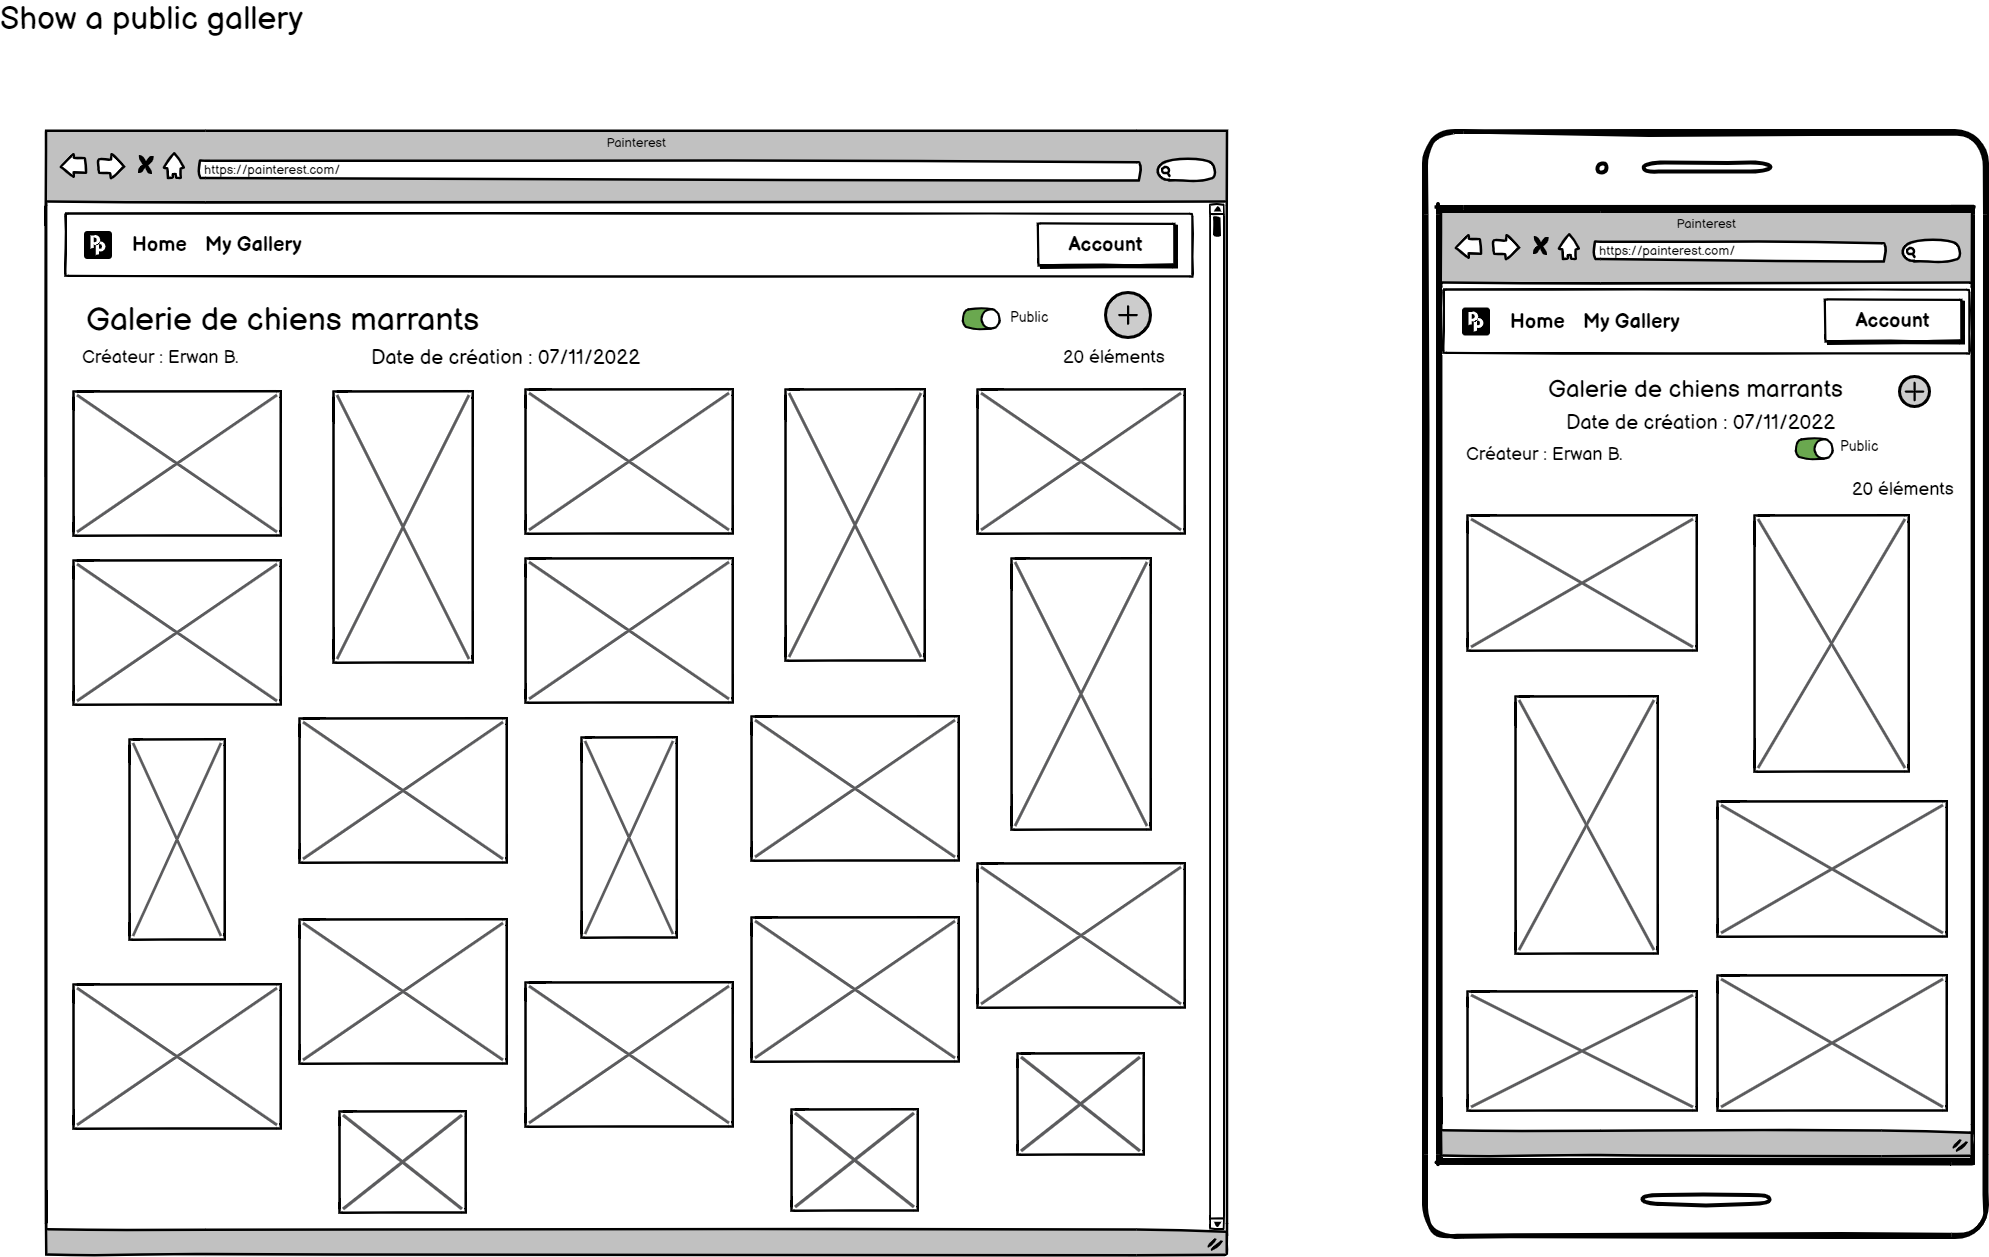 Show a public gallery
Painterest
https://painterest.com/
Pp Home My Gallery Account
Galerie de chiens marrants Public
Créateur : Erwan B. Date de création : 07/11/2022 20 éléments
Painterest
https://painterest.com/
Pp Home My Gallery Account
Galerie de chiens marrants
Date de création : 07/11/2022
Créateur : Erwan B. Public
20 éléments